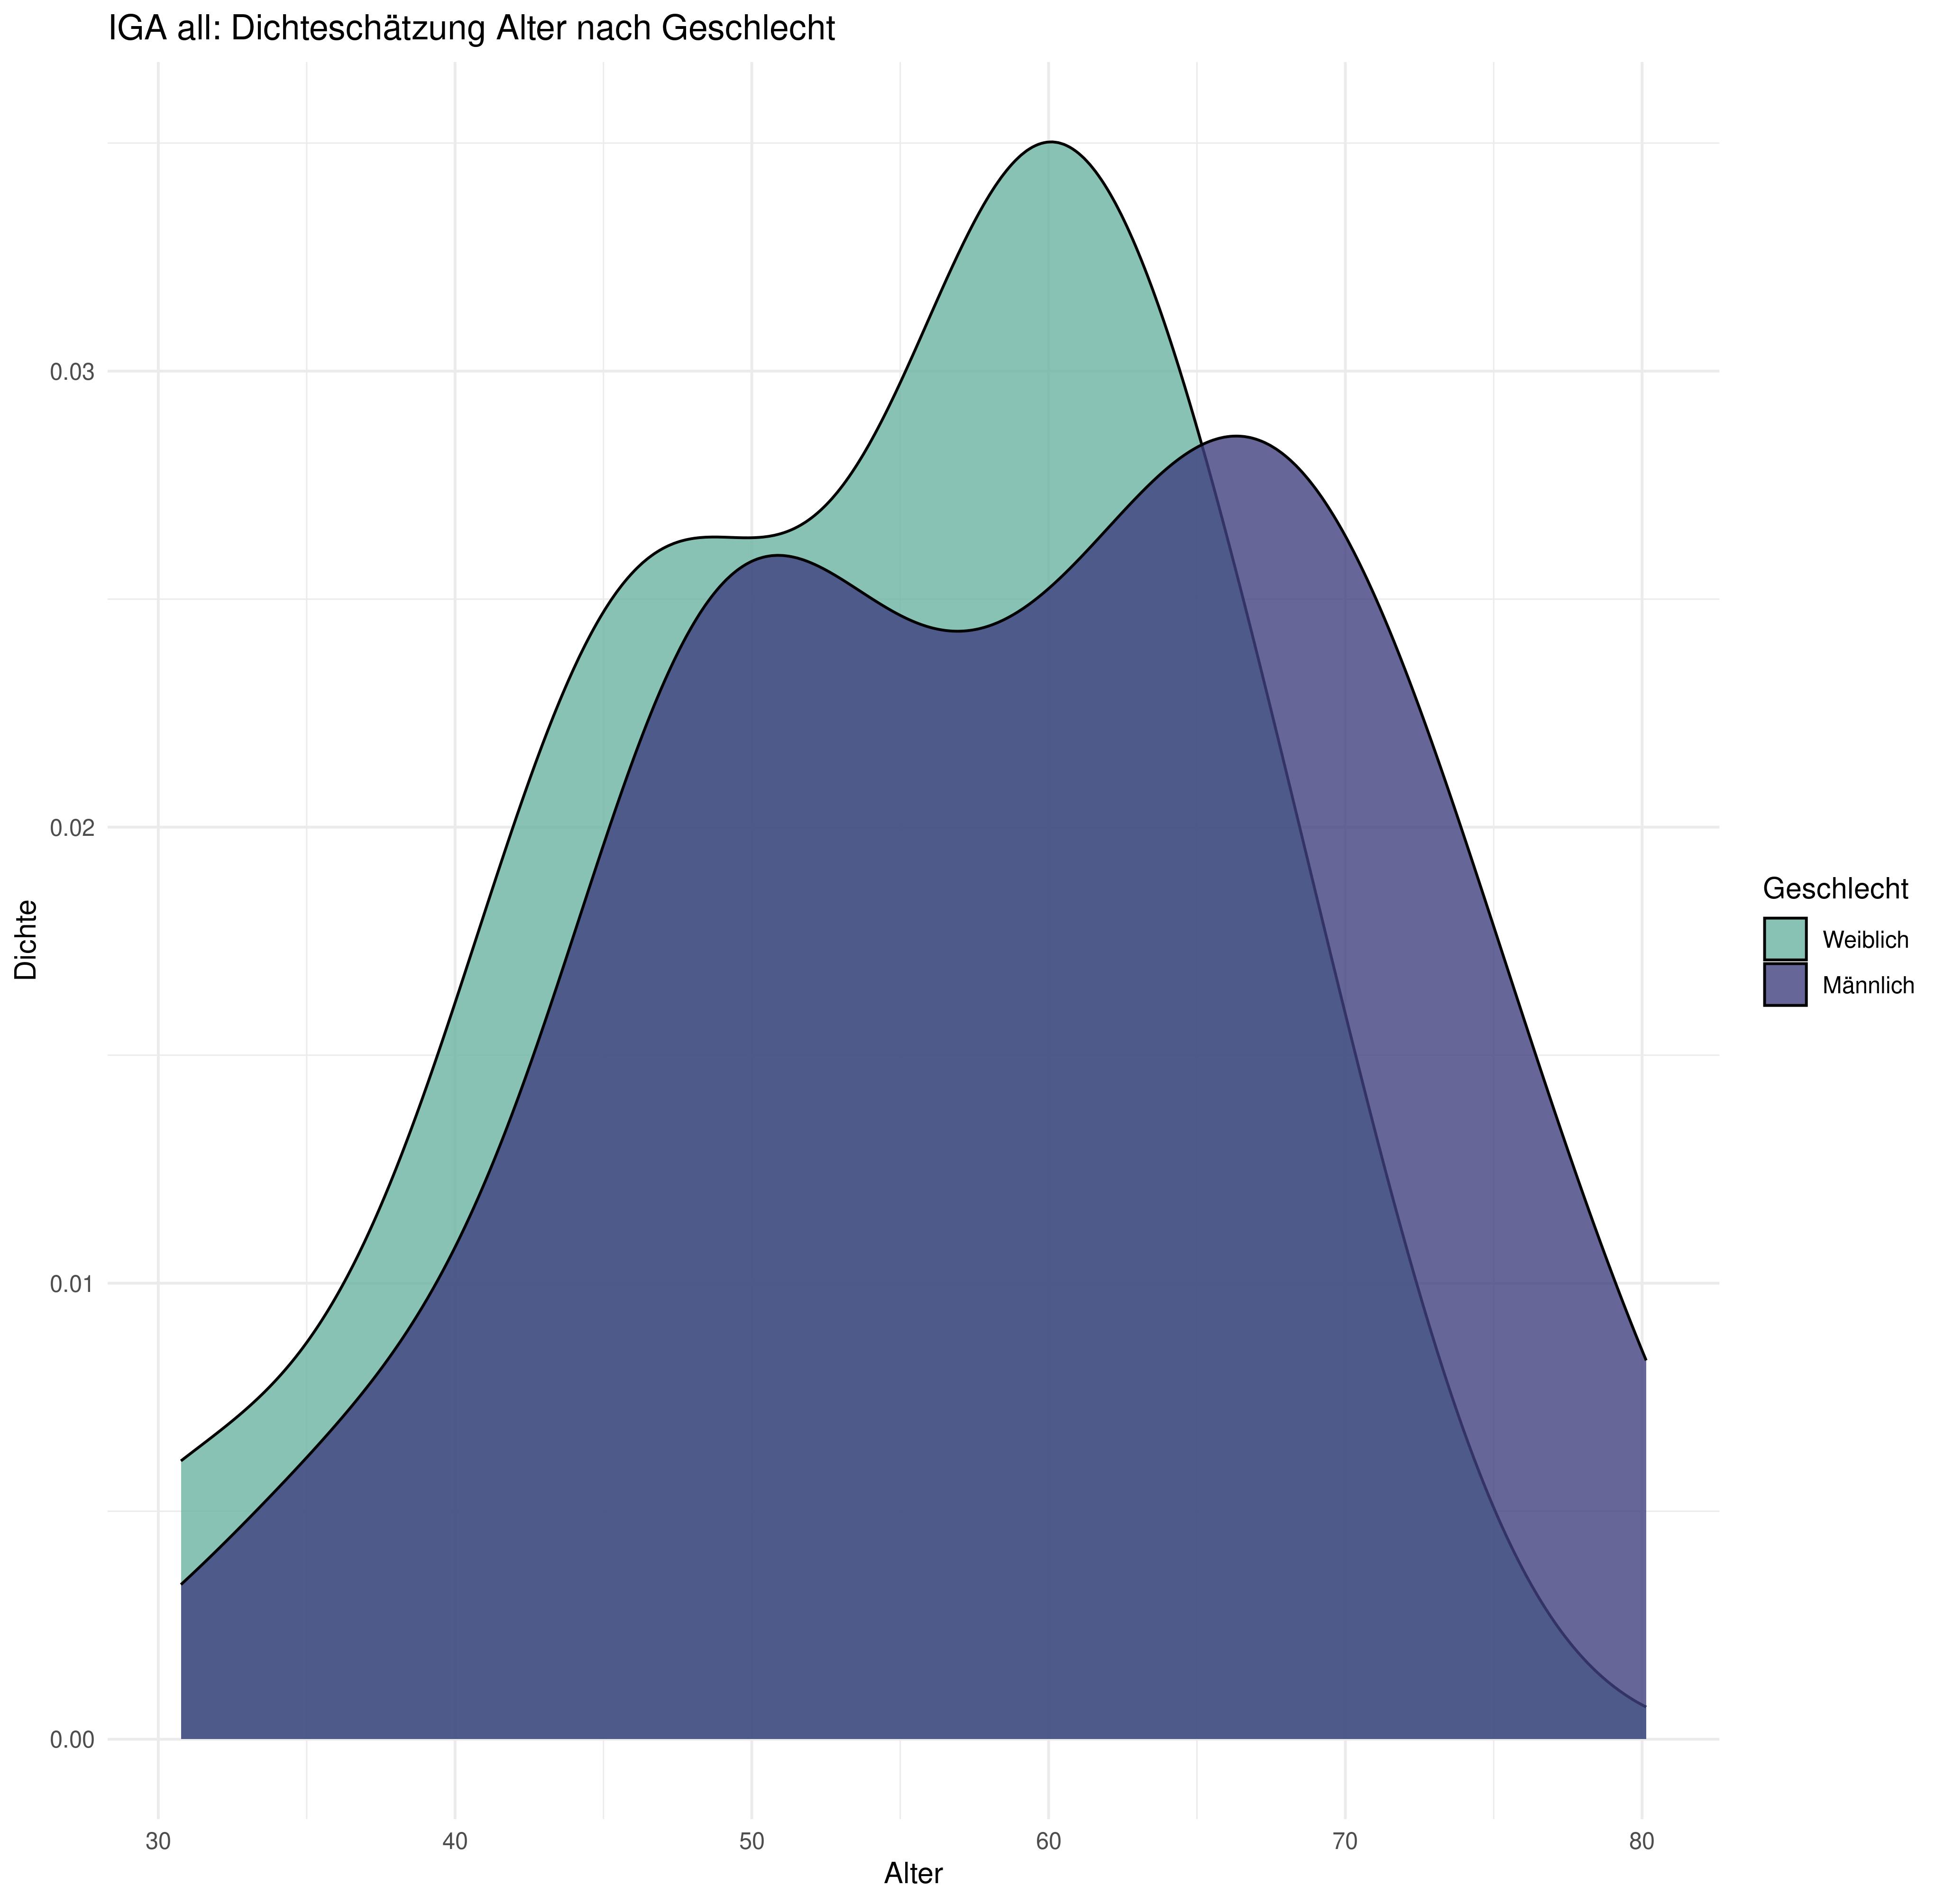 IGA all: Dichteschätzung Alter nach Geschlecht
0.03
0.02
0.01
0.00
Dichte
30 40 50 60 70 80
Alter
Geschlecht
Weiblich
Männlich